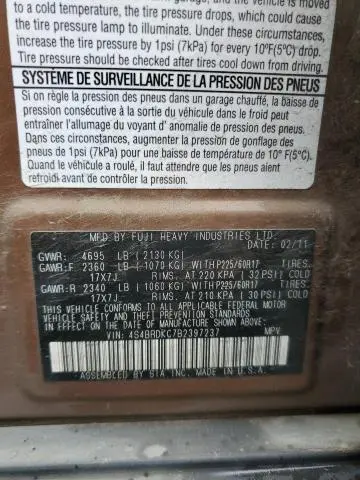 garage, and the vehicle is moved
to a cold temperature, the tire pressure drops, which could cause
the tire pressure lamp to illuminate. Under these circumstances,
increase the tire pressure by 1psi (7kPa) for every 10°F(5°C) drop.
Tire pressure should be checked after tires cool down from driving.
SYSTÈME DE SURVEILLANCE DE LA PRESSION DES PNEUS
Si on règle la pression des pneus dans un garage chauffé, la baisse de
pression consécutive à la sortie du véhicule dans le froid peut
entraîner l'allumage du voyant d' anomalie de pression des pneus.
Dans ces circonstances, augmenter la pression de gonflage
des pneus de 1psi (7kPa) pour une baisse de température de 10° F(5°C).
Quand le véhicule a roulé, il faut attendre que les pneus aient
refroidi avant de contrôler leur pression.
MFD. BY FUJI HEAVY INDUSTRIES LTD.
GVWR: 4695 LB (2130 KG) DATE: 02/11
GAWR:F 2360 LB (1070 KG) WITH P225/60R17
17X7J RIMS, AT 220 KPA (32 PSI) TIRES,
GAWR:R 2340 LB (1060 KG) WITH P225/60R17
17X7J RIMS, AT 210 KPA (30 PSI) TIRES,
THIS VEHICLE CONFORMS TO ALL APPLICABLE FEDERAL MOTOR
VEHICLE SAFETY AND THEFT PREVENTION STANDARDS IN
EFFECT ON THE DATE OF MANUFACTURE SHOWN ABOVE.
VIN: 4S4BRDKC7B2397237 MPV
ASSEMBLED BY SIA INC. MADE IN U.S.A.